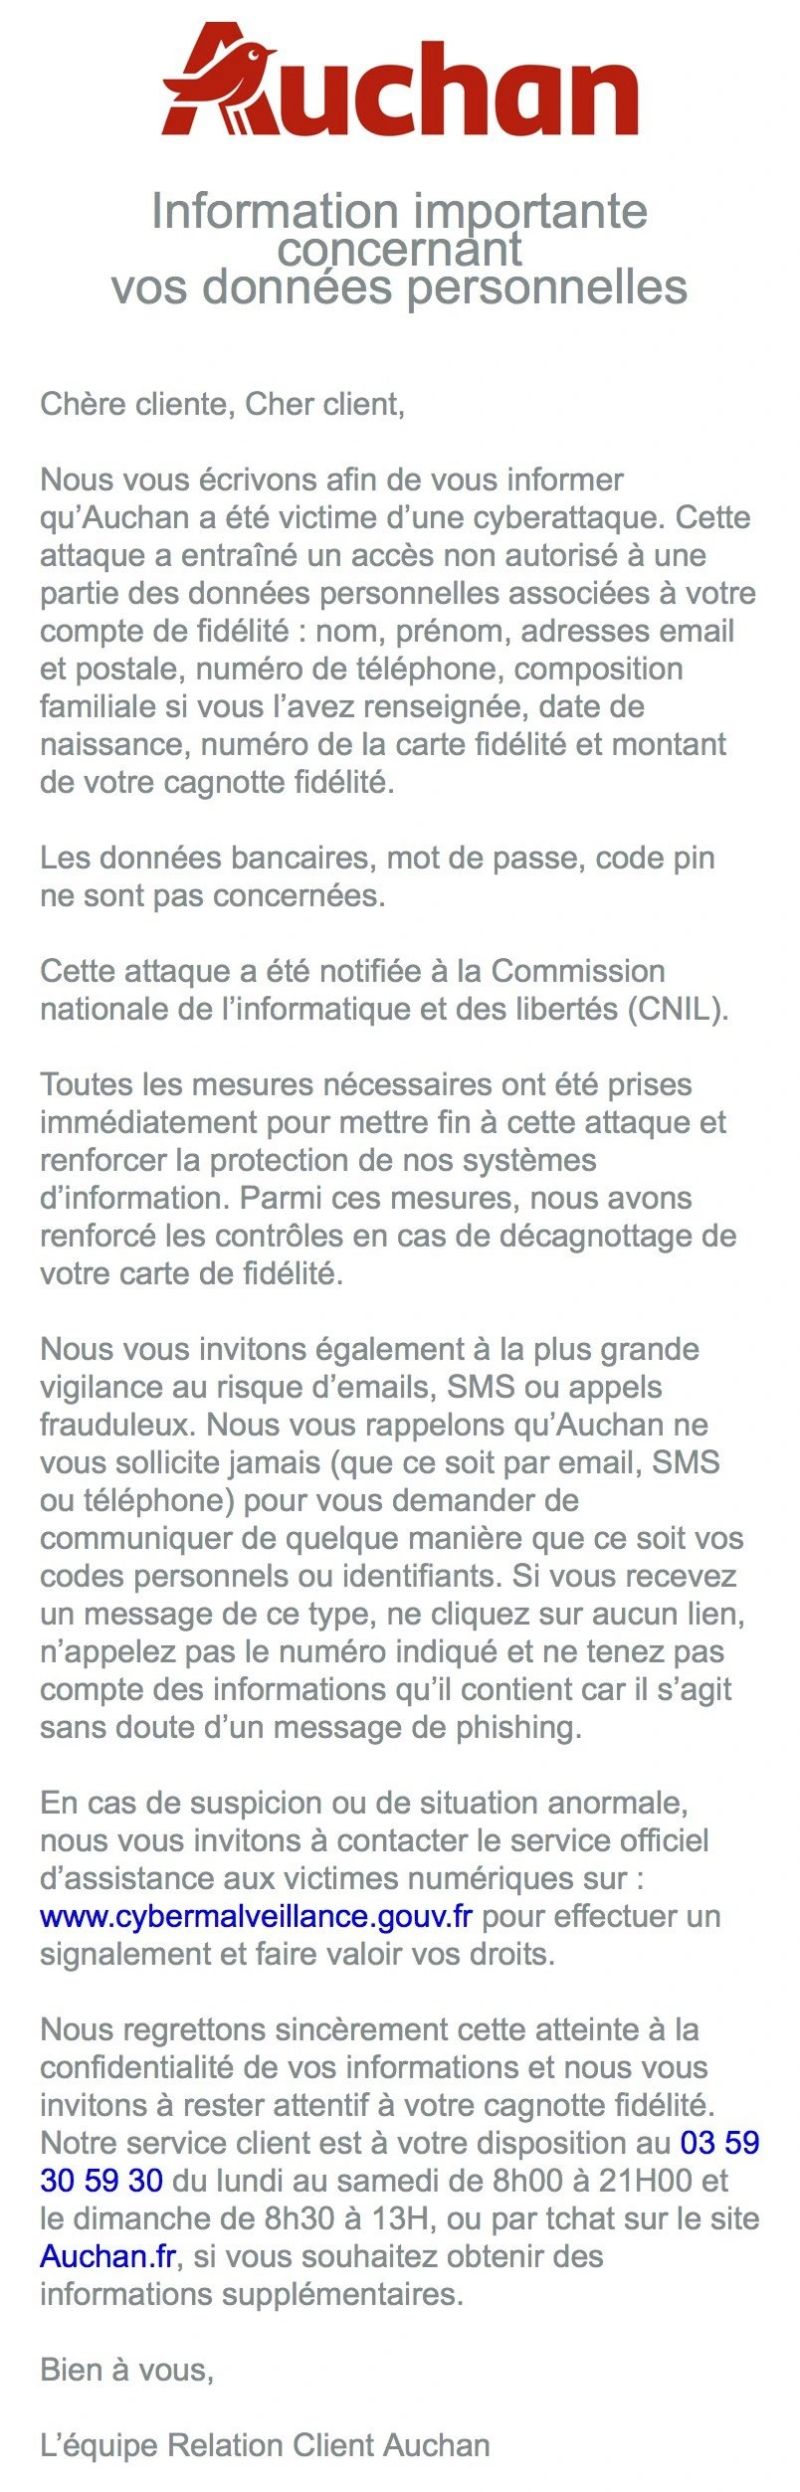 Auchan
Information importante
concernant
vos données personnelles
Chère cliente, Cher client,
Nous vous écrivons afin de vous informer
qu’Auchan a été victime d’une cyberattaque. Cette
attaque a entraîné un accès non autorisé à une
partie des données personnelles associées à votre
compte de fidélité : nom, prénom, adresses email
et postale, numéro de téléphone, composition
familiale si vous l’avez renseignée, date de
naissance, numéro de la carte fidélité et montant
de votre cagnotte fidélité.
Les données bancaires, mot de passe, code pin
ne sont pas concernées.
Cette attaque a été notifiée à la Commission
nationale de l’informatique et des libertés (CNIL).
Toutes les mesures nécessaires ont été prises
immédiatement pour mettre fin à cette attaque et
renforcer la protection de nos systèmes
d’information. Parmi ces mesures, nous avons
renforcé les contrôles en cas de décagnottage de
votre carte de fidélité.
Nous vous invitons également à la plus grande
vigilance au risque d’emails, SMS ou appels
frauduleux. Nous vous rappelons qu’Auchan ne
vous sollicite jamais (que ce soit par email, SMS
ou téléphone) pour vous demander de
communiquer de quelque manière que ce soit vos
codes personnels ou identifiants. Si vous recevez
un message de ce type, ne cliquez sur aucun lien,
n’appelez pas le numéro indiqué et ne tenez pas
compte des informations qu’il contient car il s’agit
sans doute d’un message de phishing.
En cas de suspicion ou de situation anormale,
nous vous invitons à contacter le service officiel
d’assistance aux victimes numériques sur :
www.cybermalveillance.gouv.fr pour effectuer un
signalement et faire valoir vos droits.
Nous regrettons sincèrement cette atteinte à la
confidentialité de vos informations et nous vous
invitons à rester attentif à votre cagnotte fidélité.
Notre service client est à votre disposition au 03 59
30 59 30 du lundi au samedi de 8h00 à 21H00 et
le dimanche de 8h30 à 13H, ou par tchat sur le site
Auchan.fr, si vous souhaitez obtenir des
informations supplémentaires.
Bien à vous,
L’équipe Relation Client Auchan